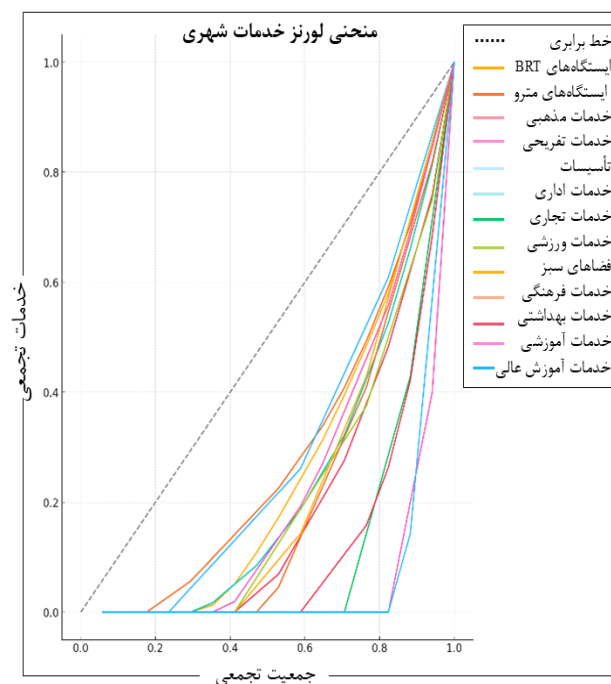 منحنی لورنز خدمات شهری
خط برابری
ایستگاه‌های BRT
ایستگاه‌های مترو
خدمات مذهبی
خدمات تفریحی
تأسیسات
خدمات اداری
خدمات تجاری
خدمات ورزشی
فضاهای سبز
خدمات فرهنگی
خدمات بهداشتی
خدمات آموزشی
خدمات آموزش عالی
خدمات تجمعی
1.0
0.8
0.6
0.4
0.2
0.0
0.0 0.2 0.4 0.6 0.8 1.0
جمعیت تجمعی